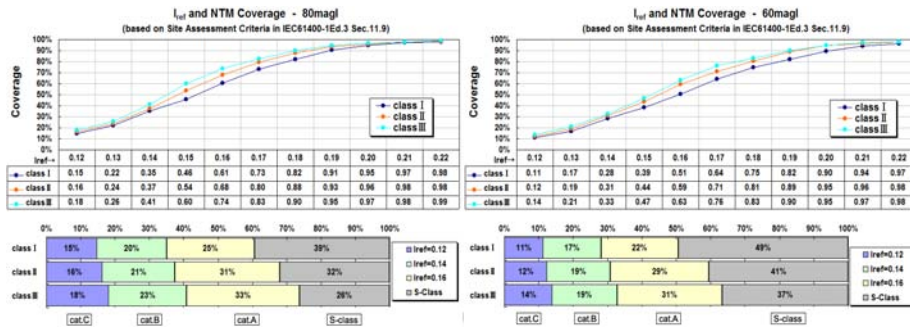 Iref and NTM Coverage - 80magl
(based on Site Assessment Criteria in IEC61400-1Ed.3 Sec.11.9)
Coverage
100%
90%
80%
70%
60%
50%
40%
30%
20%
10%
0%
class I
class II
class III
Iref→ 0.12 0.13 0.14 0.15 0.16 0.17 0.18 0.19 0.20 0.21 0.22
class I 0.15 0.22 0.35 0.46 0.61 0.73 0.82 0.91 0.95 0.97 0.98
class II 0.16 0.24 0.37 0.54 0.68 0.80 0.88 0.93 0.96 0.98 0.98
class III 0.18 0.26 0.41 0.60 0.74 0.83 0.90 0.95 0.97 0.98 0.99
0% 10% 20% 30% 40% 50% 60% 70% 80% 90% 100%
class I 15% 20% 25% 39%
class II 16% 21% 31% 32%
class III 18% 23% 33% 26%
Iref=0.12
Iref=0.14
Iref=0.16
S-Class
cat.C cat.B cat.A S-class
Iref and NTM Coverage - 60magl
(based on Site Assessment Criteria in IEC61400-1Ed.3 Sec.11.9)
Coverage
100%
90%
80%
70%
60%
50%
40%
30%
20%
10%
0%
class I
class II
class III
Iref→ 0.12 0.13 0.14 0.15 0.16 0.17 0.18 0.19 0.20 0.21 0.22
class I 0.11 0.17 0.28 0.39 0.51 0.64 0.75 0.82 0.90 0.94 0.97
class II 0.12 0.19 0.31 0.44 0.59 0.71 0.81 0.89 0.95 0.96 0.98
class III 0.14 0.21 0.33 0.47 0.63 0.76 0.83 0.90 0.95 0.97 0.98
0% 10% 20% 30% 40% 50% 60% 70% 80% 90% 100%
class I 11% 17% 22% 49%
class II 12% 19% 29% 41%
class III 14% 19% 31% 37%
Iref=0.12
Iref=0.14
Iref=0.16
S-Class
cat.C cat.B cat.A S-class